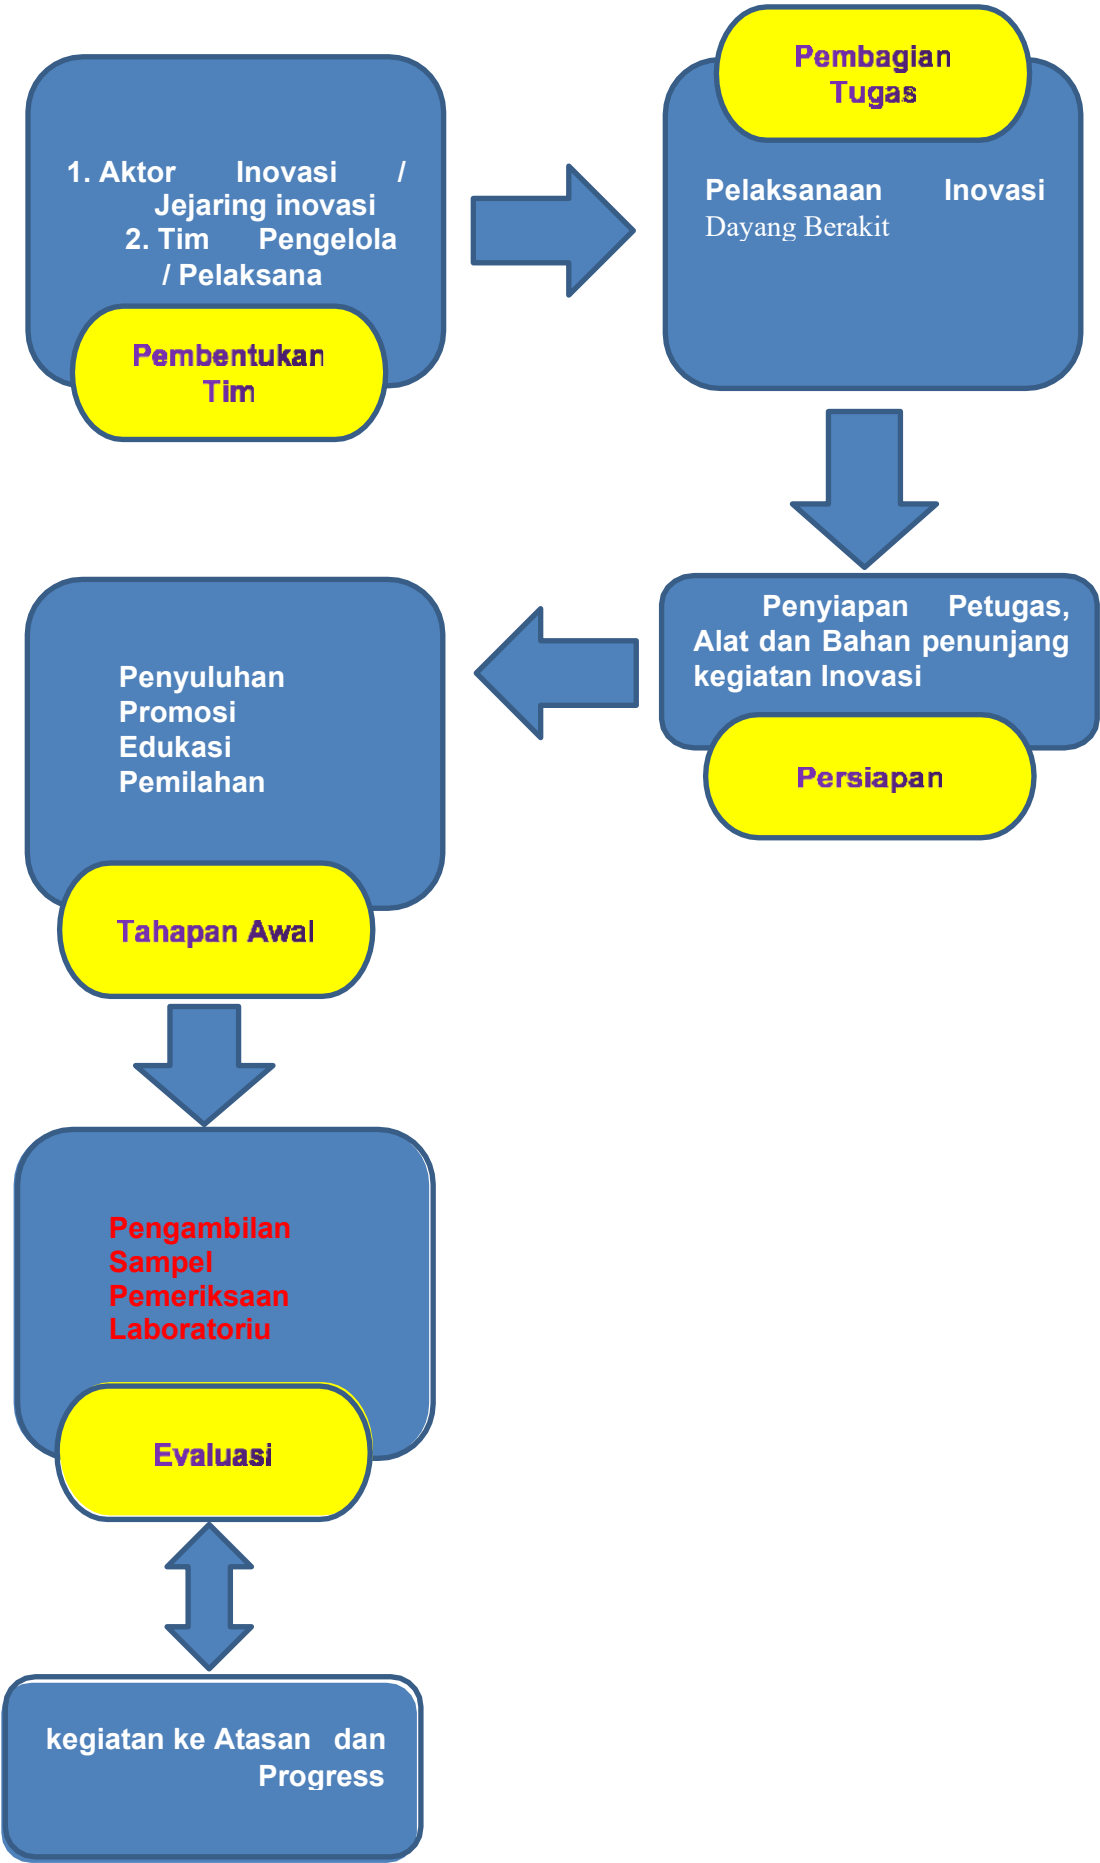 1. Aktor Inovasi /
Jejaring inovasi
2. Tim Pengelola
/ Pelaksana
Pembentukan
Tim
Pembagian
Tugas
Pelaksanaan Inovasi
Dayang Berakit
Penyiapan Petugas,
Alat dan Bahan penunjang
kegiatan Inovasi
Persiapan
Penyuluhan
Promosi
Edukasi
Pemilahan
Tahapan Awal
Pengambilan
Sampel
Pemeriksaan
Laboratoriu
Evaluasi
kegiatan ke Atasan dan
Progress